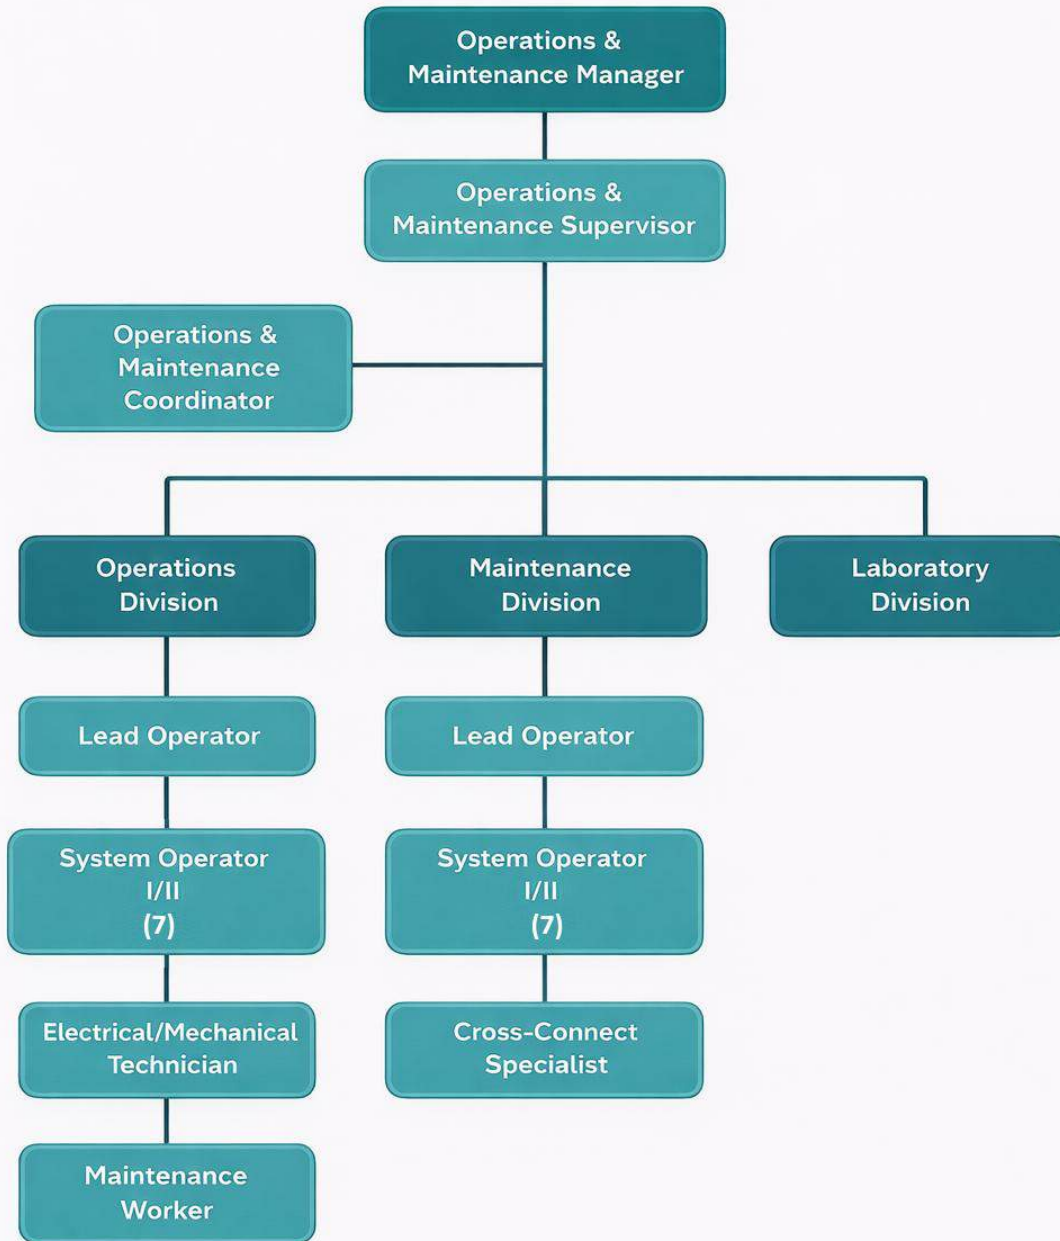 Operations &
Maintenance Manager
Operations &
Maintenance Supervisor
Operations &
Maintenance
Coordinator
Operations
Division
Maintenance
Division
Laboratory
Division
Lead Operator
Lead Operator
System Operator
I/II
(7)
System Operator
I/II
(7)
Electrical/Mechanical
Technician
Cross-Connect
Specialist
Maintenance
Worker